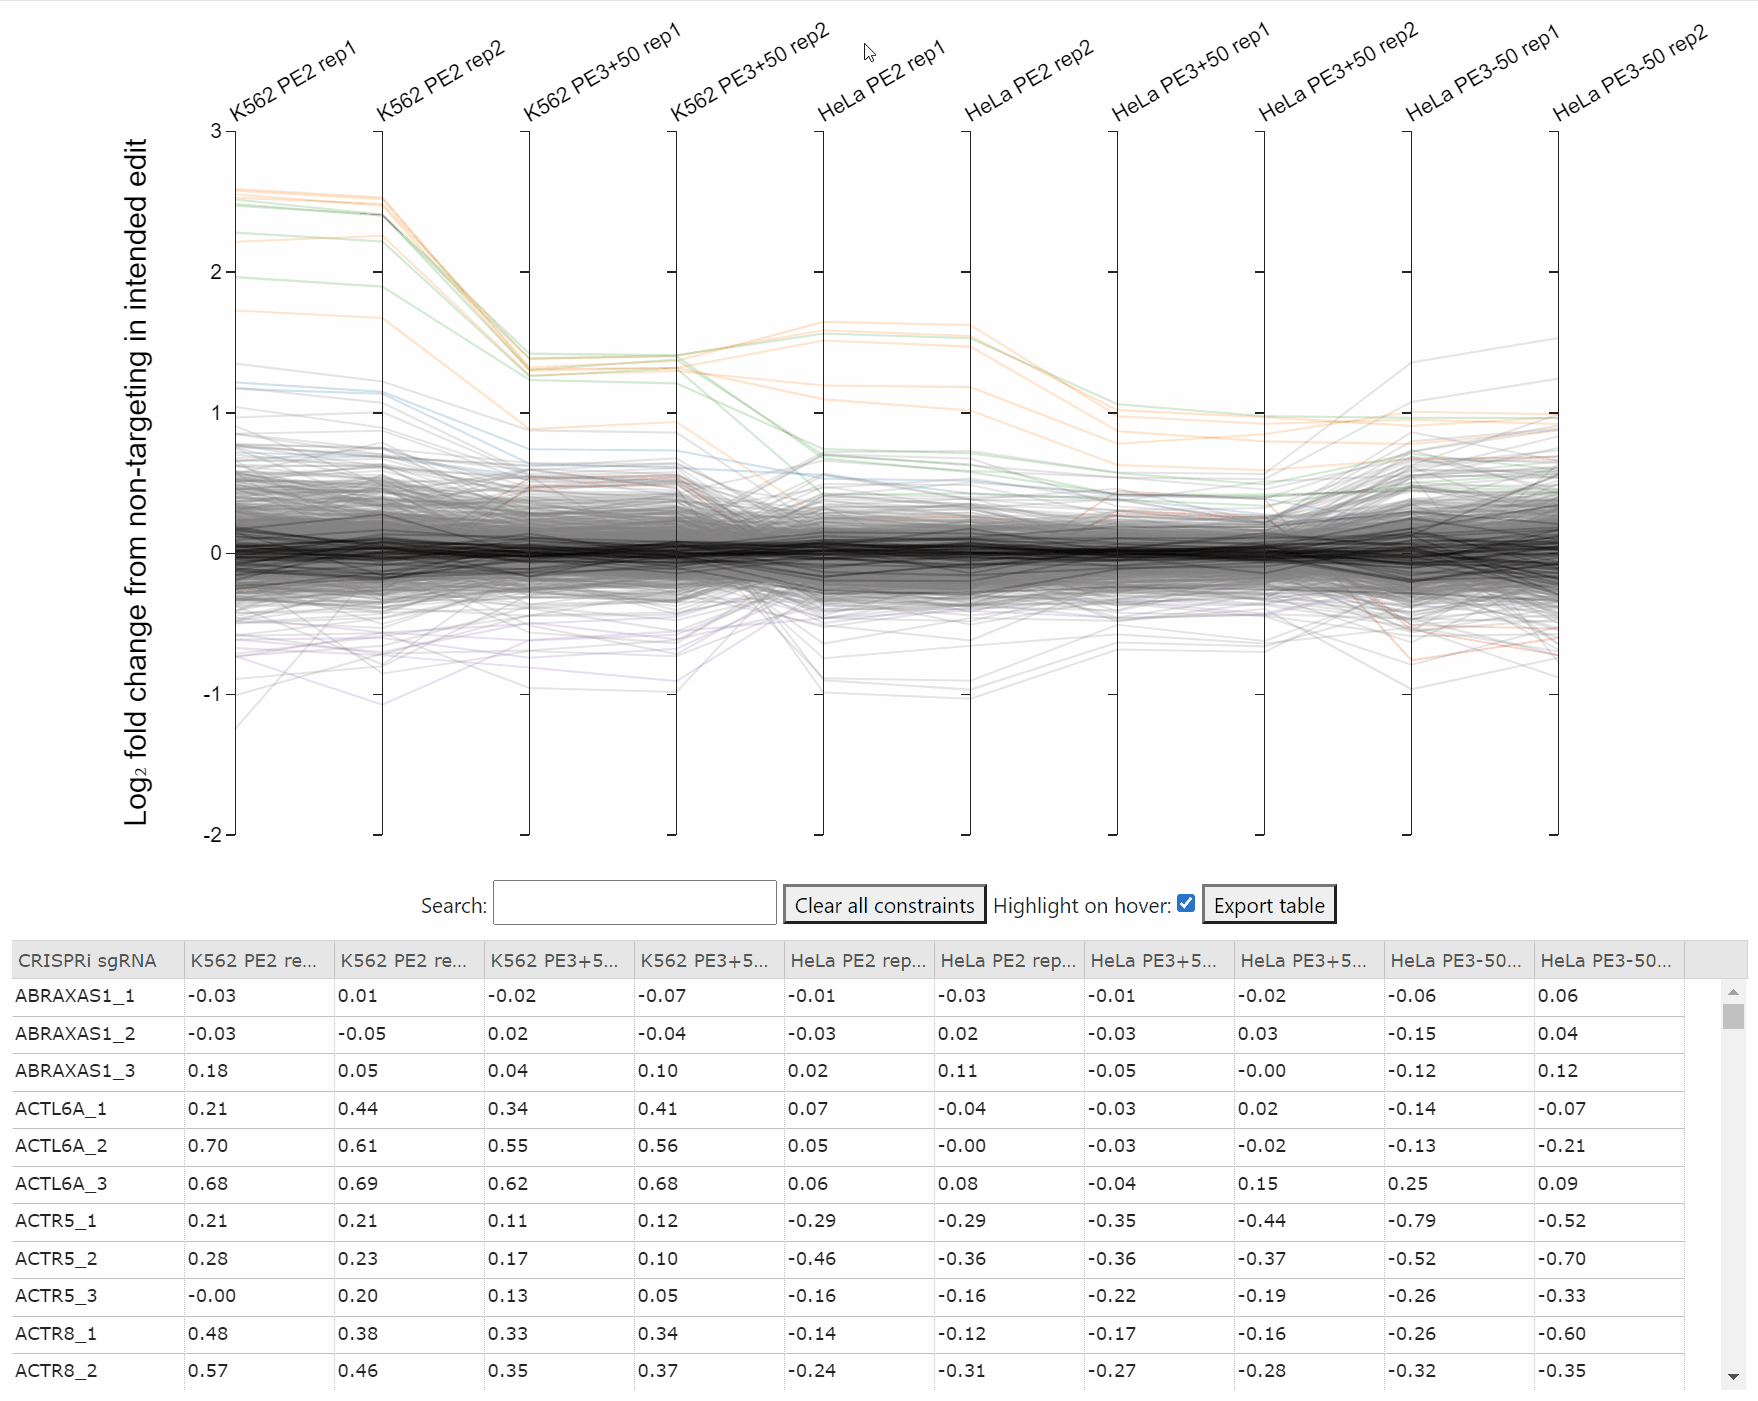 K562 PE2 rep1 K562 PE2 rep2 K562 PE3+50 rep1 K562 PE3+50 rep2 HeLa PE2 rep1 HeLa PE2 rep2 HeLa PE3+50 rep1 HeLa PE3+50 rep2 HeLa PE3-50 rep1 HeLa PE3-50 rep2
Log₂ fold change from non-targeting in intended edit
3
2
1
0
-1
-2
Search: Clear all constraints Highlight on hover: Export table
CRISPRi sgRNA K562 PE2 re... K562 PE2 re... K562 PE3+5... K562 PE3+5... HeLa PE2 rep... HeLa PE2 rep... HeLa PE3+5... HeLa PE3+5... HeLa PE3-50... HeLa PE3-50...
ABRAXAS1_1 -0.03 0.01 -0.02 -0.07 -0.01 -0.03 -0.01 -0.02 -0.06 0.06
ABRAXAS1_2 -0.03 -0.05 0.02 -0.04 -0.03 0.02 -0.03 0.03 -0.15 0.04
ABRAXAS1_3 0.18 0.05 0.04 0.10 0.02 0.11 -0.05 -0.00 -0.12 0.12
ACTL6A_1 0.21 0.44 0.34 0.41 0.07 -0.04 -0.03 0.02 -0.14 -0.07
ACTL6A_2 0.70 0.61 0.55 0.56 0.05 -0.00 -0.03 -0.02 -0.13 -0.21
ACTL6A_3 0.68 0.69 0.62 0.68 0.06 0.08 -0.04 0.15 0.25 0.09
ACTR5_1 0.21 0.21 0.11 0.12 -0.29 -0.29 -0.35 -0.44 -0.79 -0.52
ACTR5_2 0.28 0.23 0.17 0.10 -0.46 -0.36 -0.36 -0.37 -0.52 -0.70
ACTR5_3 -0.00 0.20 0.13 0.05 -0.16 -0.16 -0.22 -0.19 -0.26 -0.33
ACTR8_1 0.48 0.38 0.33 0.34 -0.14 -0.12 -0.17 -0.16 -0.26 -0.60
ACTR8_2 0.57 0.46 0.35 0.37 -0.24 -0.31 -0.27 -0.28 -0.32 -0.35